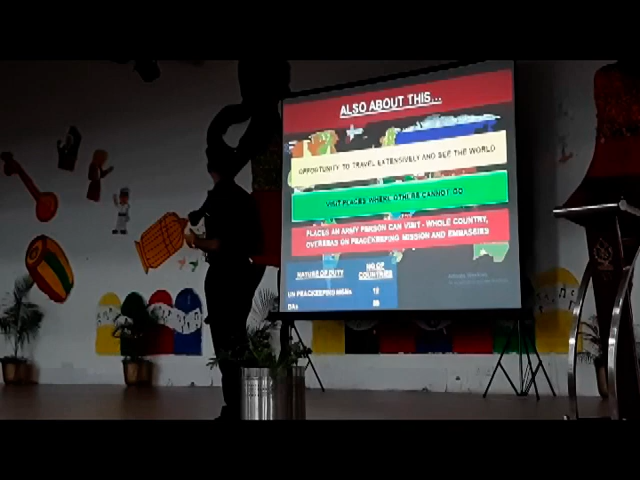 ALSO ABOUT THIS...
OPPORTUNITY TO TRAVEL EXTENSIVELY AND SEE THE WORLD
VISIT PLACES WHERE OTHERS CANNOT GO
PLACES AN ARMY PERSON CAN VISIT - WHOLE COUNTRY,
OVERSEAS ON PEACEKEEPING MISSION AND EMBASSIES
NATURE OF DUTY
NO OF
COUNTRIES
UN PEACEKEEPING
DAs